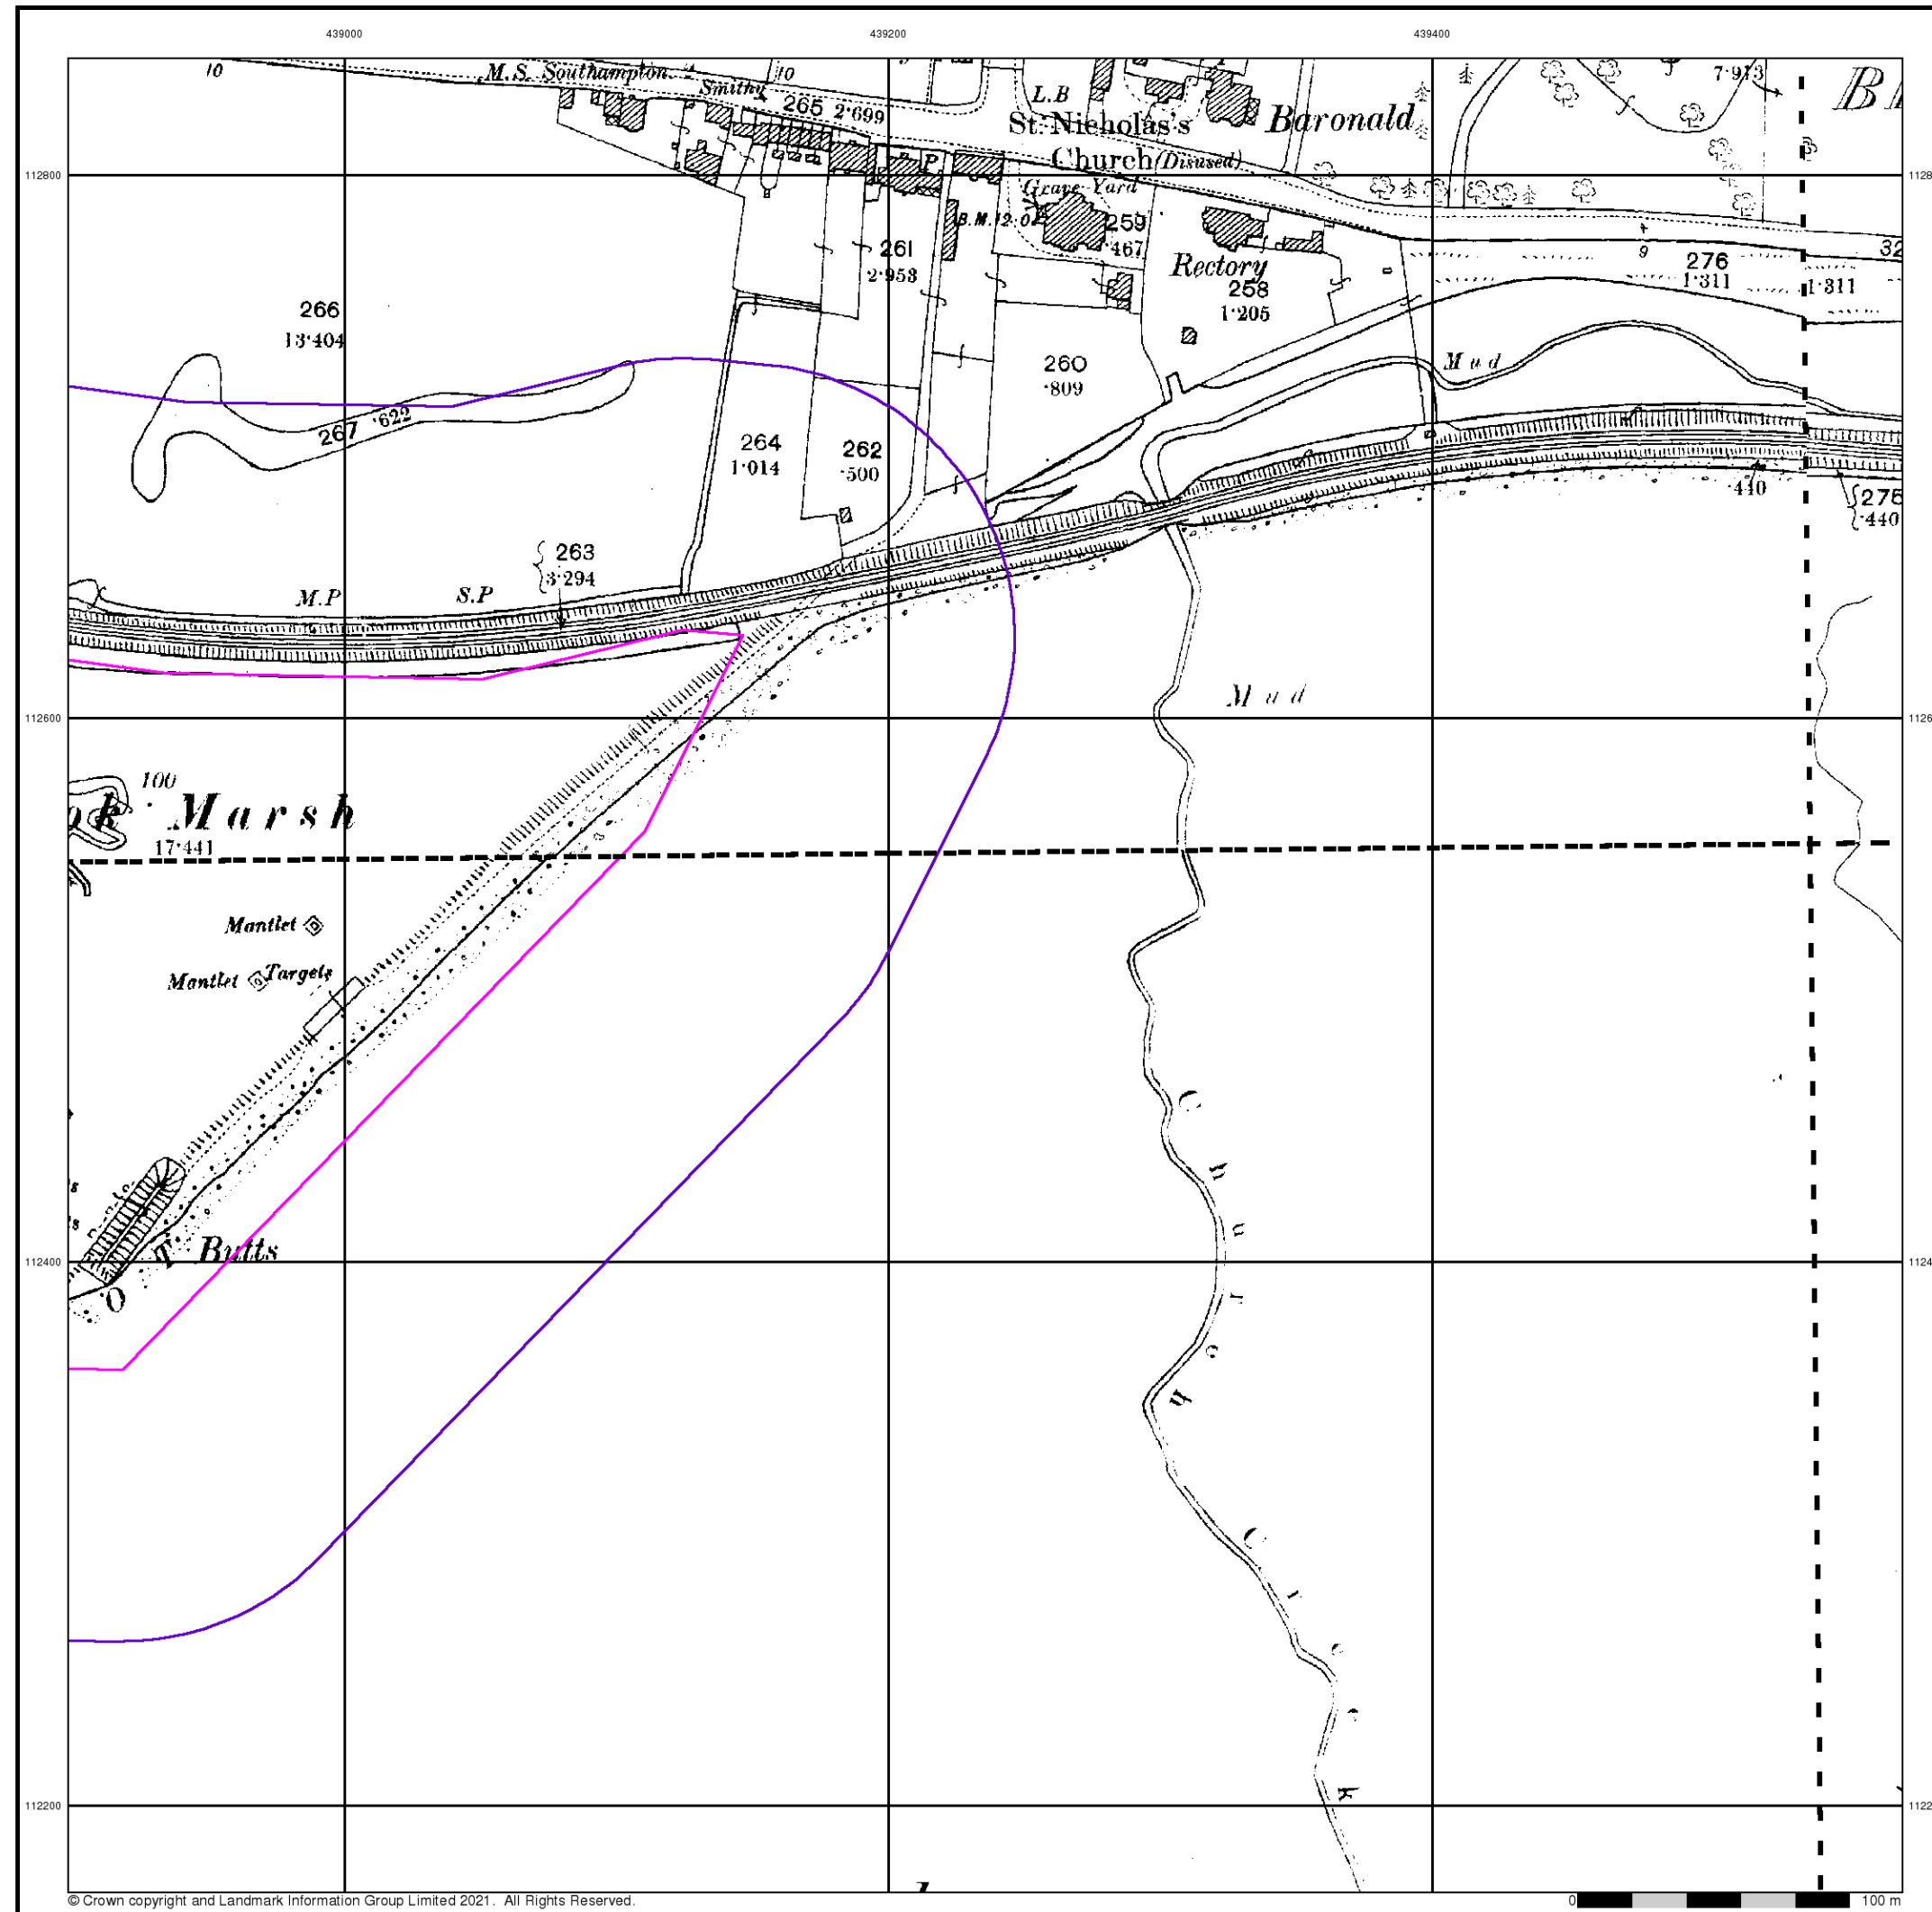 439000
439200
439400
10
M.S. Southampton
10
Smithy
265 2·699
L.B
7·913
St. Nicholas's
Church (Disused)
Baronald
P
112800
Grave Yard
B.M.12·0
259
·467
261
2·953
Rectory
258
1·205
276
1·311
1·311
32
266
13·404
260
·809
Mud
267 ·622
264
1·014
262
·500
440
275
·440
263
3·294
M.P
S.P
Mud
112600
100
ok Marsh
17·441
Mantlet
Mantlet
Targets
Butts
112400
Church Creek
112200
© Crown copyright and Landmark Information Group Limited 2021. All Rights Reserved.
0
100 m